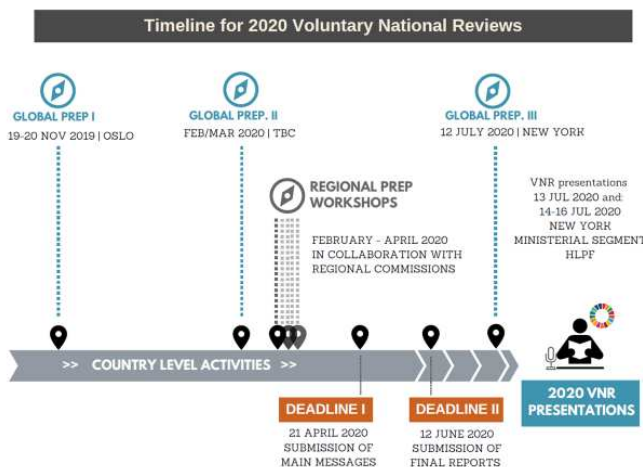 Timeline for 2020 Voluntary National Reviews
GLOBAL PREP I
19-20 NOV 2019 | OSLO
GLOBAL PREP. II
FEB/MAR 2020 | TBC
GLOBAL PREP. III
12 JULY 2020 | NEW YORK
REGIONAL PREP
WORKSHOPS
FEBRUARY - APRIL 2020
IN COLLABORATION WITH
REGIONAL COMMISSIONS
VNR presentations
13 JUL 2020 and:
14-16 JUL 2020
NEW YORK
MINISTERIAL SEGMENT
HLPF
>> COUNTRY LEVEL ACTIVITIES >>
DEADLINE I
21 APRIL 2020
SUBMISSION OF
MAIN MESSAGES
DEADLINE II
12 JUNE 2020
SUBMISSION OF
FINAL REPORTS
2020 VNR
PRESENTATIONS